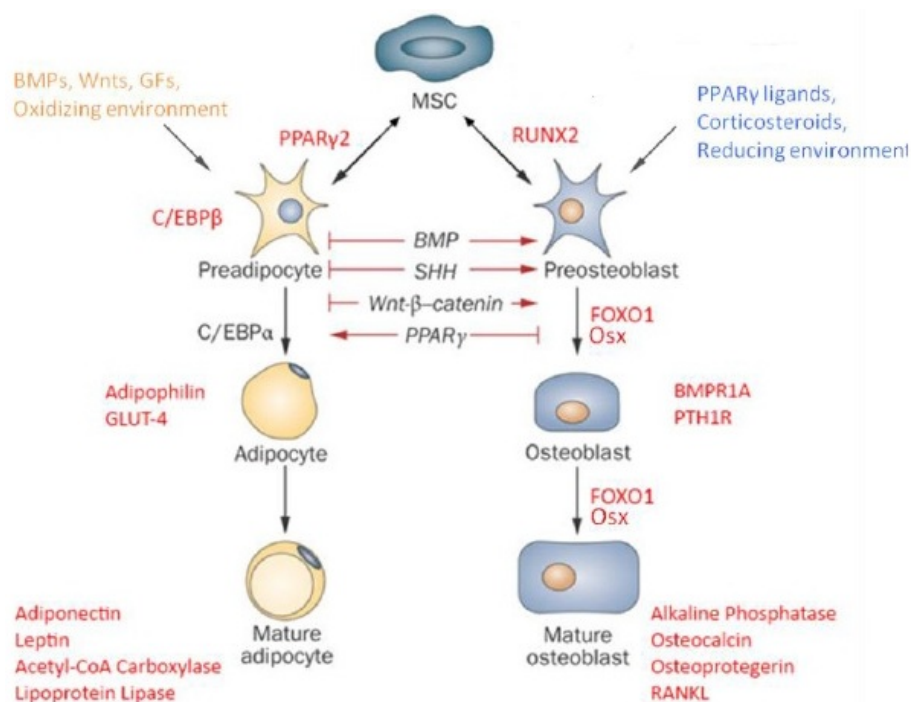 MSC
BMPs, Wnts, GFs,
Oxidizing environment
PPARγ ligands,
Corticosteroids,
Reducing environment
PPARγ2
RUNX2
C/EBPβ
BMP
Preadipocyte
SHH
Preosteoblast
Wnt-β–catenin
C/EBPα
PPARγ
FOXO1
Osx
Adipophilin
GLUT-4
BMPR1A
PTH1R
Adipocyte
Osteoblast
FOXO1
Osx
Adiponectin
Leptin
Acetyl-CoA Carboxylase
Lipoprotein Lipase
Mature
adipocyte
Mature
osteoblast
Alkaline Phosphatase
Osteocalcin
Osteoprotegerin
RANKL